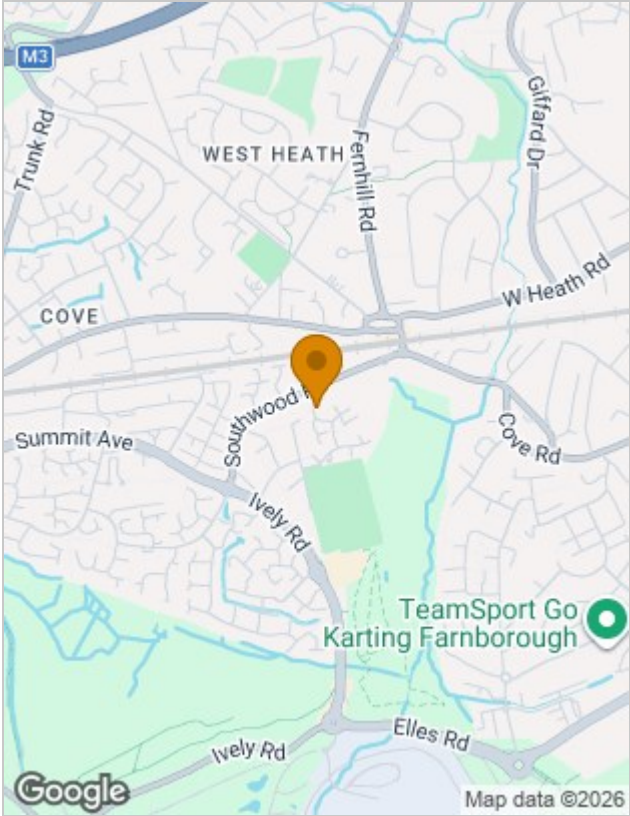 M3
Trunk Rd
Giffard Dr
WEST HEATH
Fernhill Rd
W Heath Rd
COVE
Southwood
Summit Ave
Cove Rd
Ively Rd
TeamSport Go
Karting Farnborough
Elles Rd
Ively Rd
Google
Map data ©2026